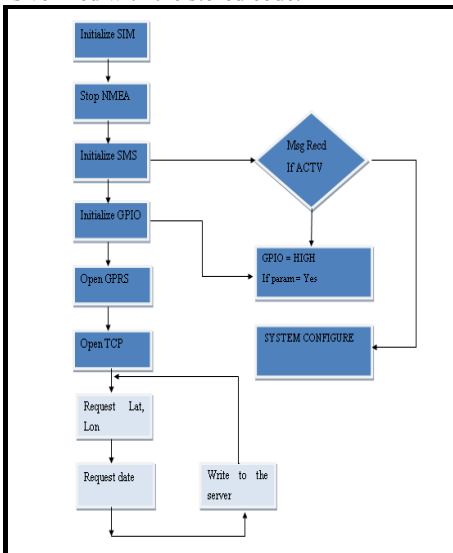 Initialize SIM
Stop NMEA
Initialize SMS
Msg Recd
If ACTV
Initialize GPIO
GPIO = HIGH
If param = Yes
Open GPRS
Open TCP
SYSTEM CONFIGURE
Request Lat,
Lon
Request date
Write to the
server